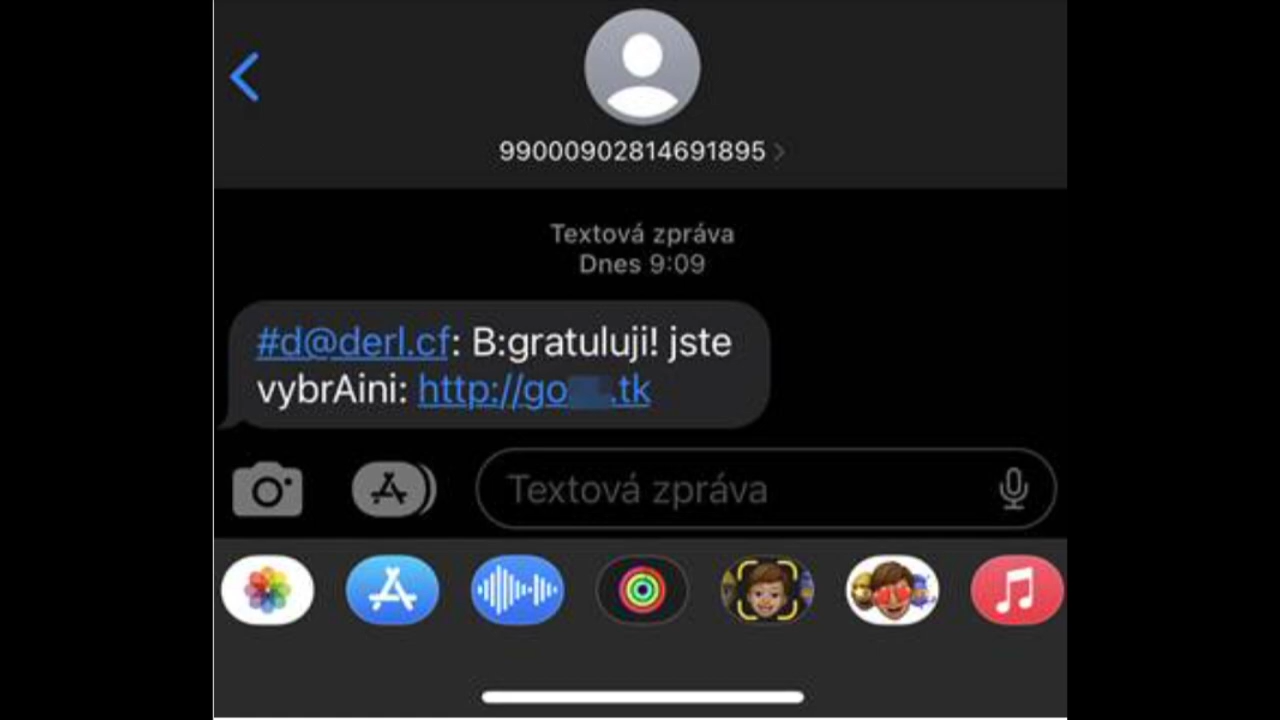 99000902814691895
Textová zpráva
Dnes 9:09
#d@derl.cf: B:gratuluji! jste
vybrAini: http://go .tk
Textová zpráva